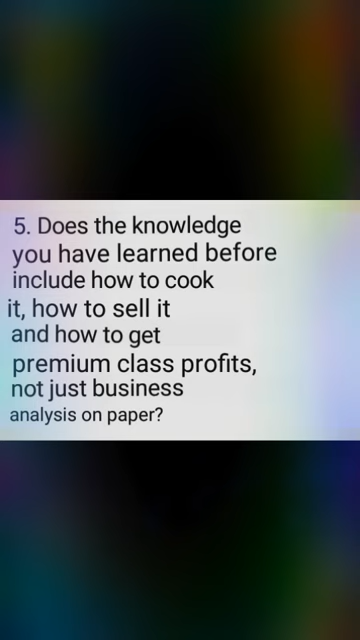 5. Does the knowledge
you have learned before
include how to cook
it, how to sell it
and how to get
premium class profits,
not just business
analysis on paper?